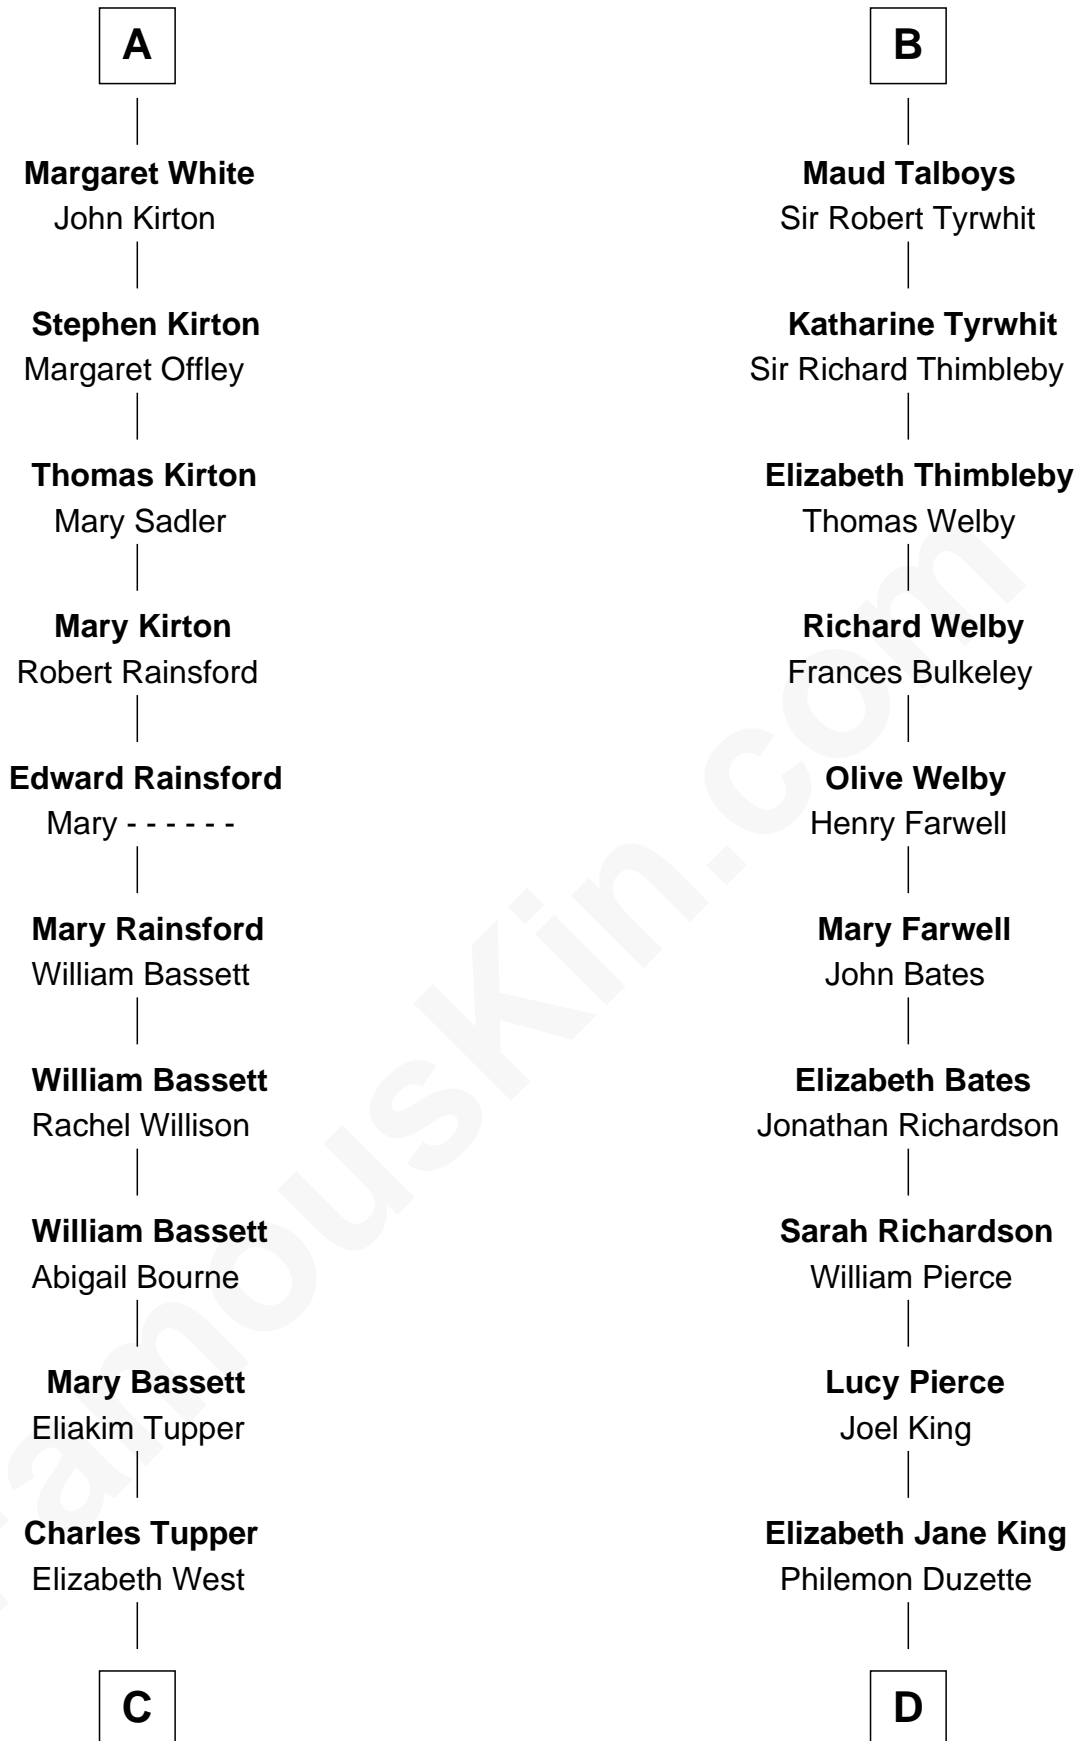 A
Margaret White
John Kirton
Stephen Kirton
Margaret Offley
Thomas Kirton
Mary Sadler
Mary Kirton
Robert Rainsford
Edward Rainsford
Mary - - - - - -
Mary Rainsford
William Bassett
William Bassett
Rachel Willison
William Bassett
Abigail Bourne
Mary Bassett
Eliakim Tupper
Charles Tupper
Elizabeth West
C
B
Maud Talboys
Sir Robert Tyrwhit
Katharine Tyrwhit
Sir Richard Thimbleby
Elizabeth Thimbleby
Thomas Welby
Richard Welby
Frances Bulkeley
Olive Welby
Henry Farwell
Mary Farwell
John Bates
Elizabeth Bates
Jonathan Richardson
Sarah Richardson
William Pierce
Lucy Pierce
Joel King
Elizabeth Jane King
Philemon Duzette
D
FamousKin.com